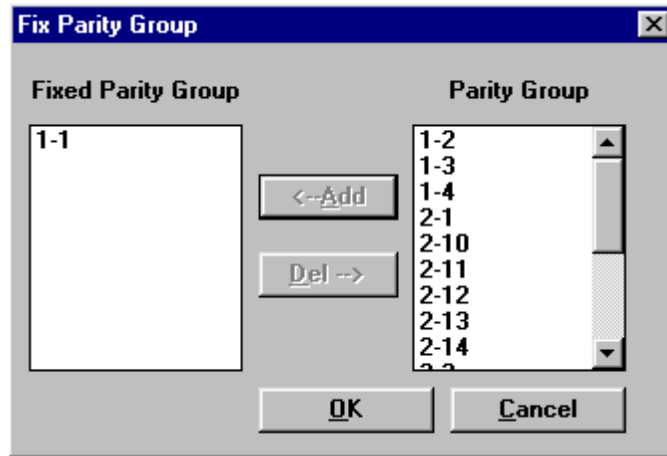 Fix Parity Group
Fixed Parity Group
Parity Group
1-1
1-2
1-3
1-4
2-1
2-10
2-11
2-12
2-13
2-14
<--Add
Del -->
OK
Cancel